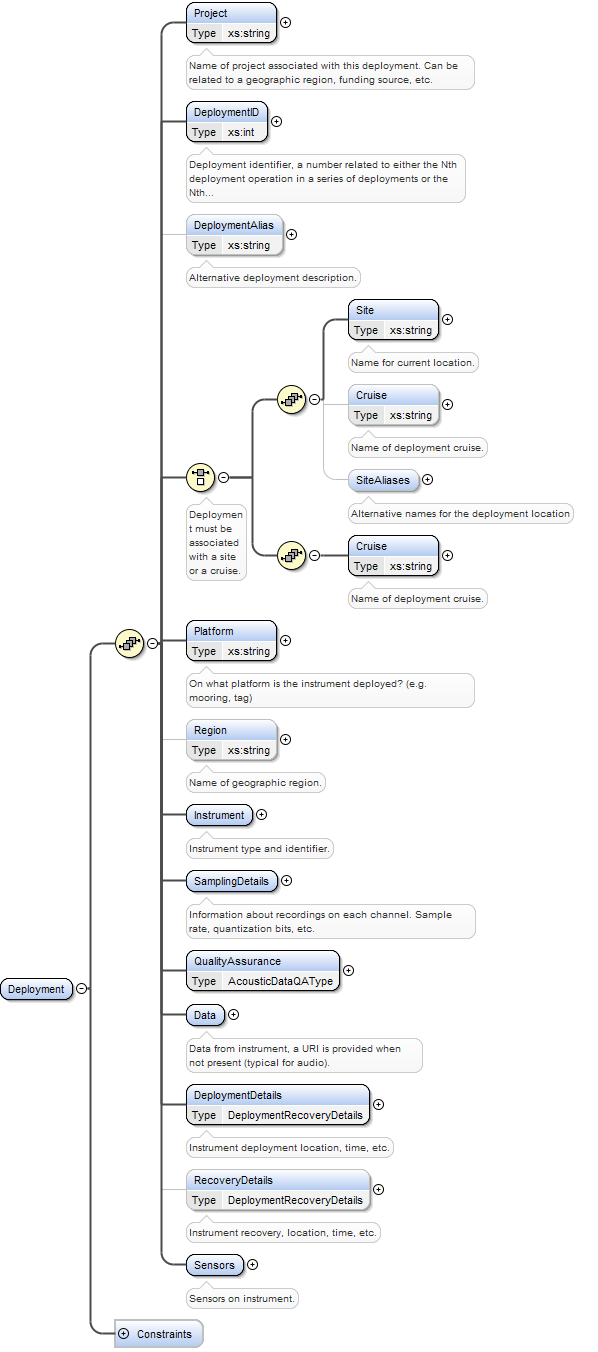 Project
Type xs:string
Name of project associated with this deployment. Can be
related to a geographic region, funding source, etc.
DeploymentID
Type xs:int
Deployment identifier, a number related to either the Nth
deployment operation in a series of deployments or the
Nth...
DeploymentAlias
Type xs:string
Alternative deployment description.
Site
Type xs:string
Name for current location.
Cruise
Type xs:string
Name of deployment cruise.
SiteAliases
Alternative names for the deployment location
Deploymen
t must be
associated
with a site
or a cruise.
Cruise
Type xs:string
Name of deployment cruise.
Platform
Type xs:string
On what platform is the instrument deployed? (e.g.
mooring, tag)
Region
Type xs:string
Name of geographic region.
Instrument
Instrument type and identifier.
SamplingDetails
Information about recordings on each channel. Sample
rate, quantization bits, etc.
QualityAssurance
Type AcousticDataQAType
Deployment
Data
Data from instrument, a URI is provided when
not present (typical for audio).
DeploymentDetails
Type DeploymentRecoveryDetails
Instrument deployment location, time, etc.
RecoveryDetails
Type DeploymentRecoveryDetails
Instrument recovery, location, time, etc.
Sensors
Sensors on instrument.
Constraints